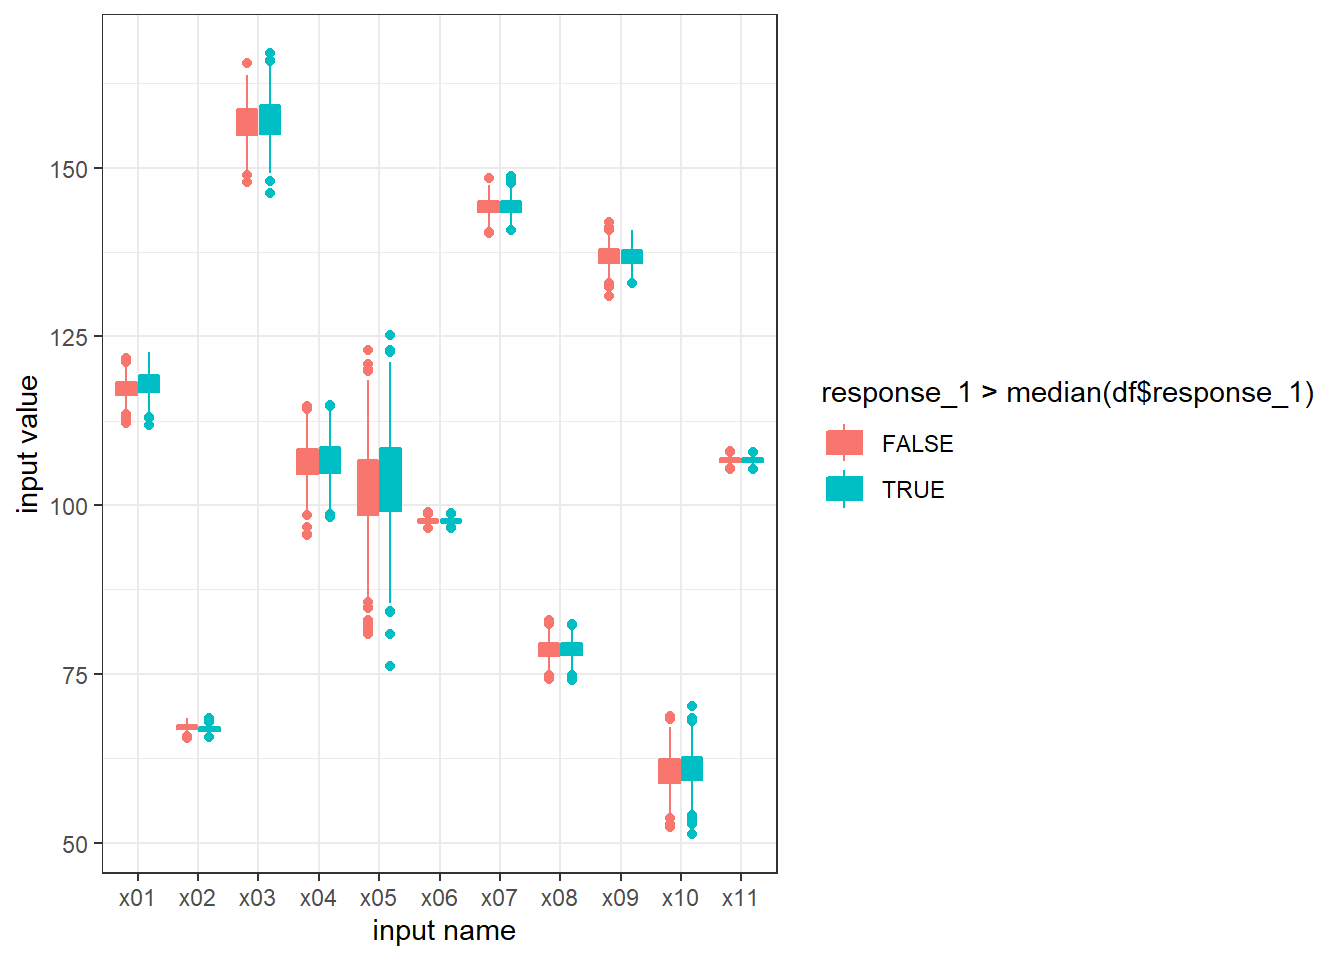 150
125
100
75
50
input value
x01 x02 x03 x04 x05 x06 x07 x08 x09 x10 x11
input name
response_1 > median(df$response_1)
FALSE
TRUE